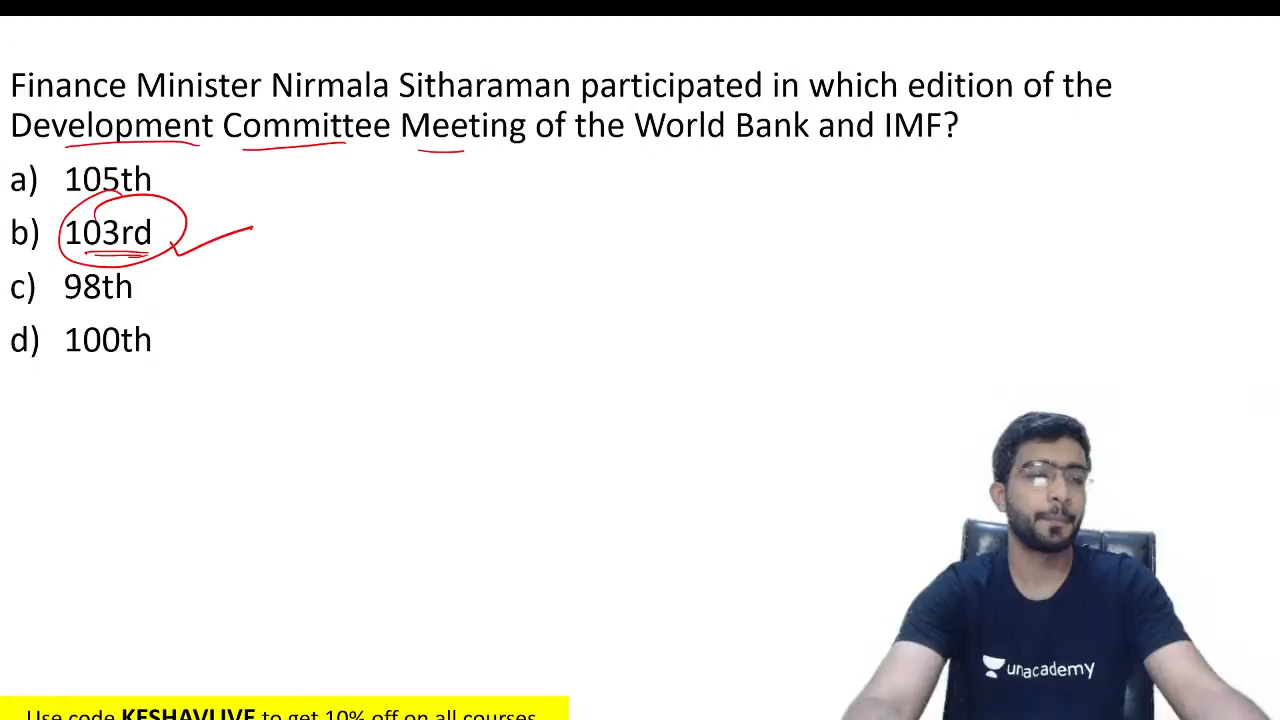 Finance Minister Nirmala Sitharaman participated in which edition of the
Development Committee Meeting of the World Bank and IMF?
a) 105th
b) 103rd
c) 98th
d) 100th
unacademy
Use code KESHAVLIVE to get 10% off on all courses